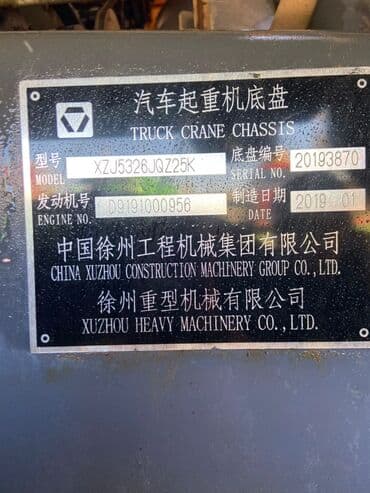 汽车起重机底盘
TRUCK CRANE CHASSIS
型号 XZJ5326JQZ25K 底盘编号 20193870
MODEL SERIAL NO.
发动机号 D9191000956 制造日期 2019 01
ENGINE NO. DATE
中国徐州工程机械集团有限公司
CHINA XUZHOU CONSTRUCTION MACHINERY GROUP CO., LTD.
徐州重型机械有限公司
XUZHOU HEAVY MACHINERY CO., LTD.